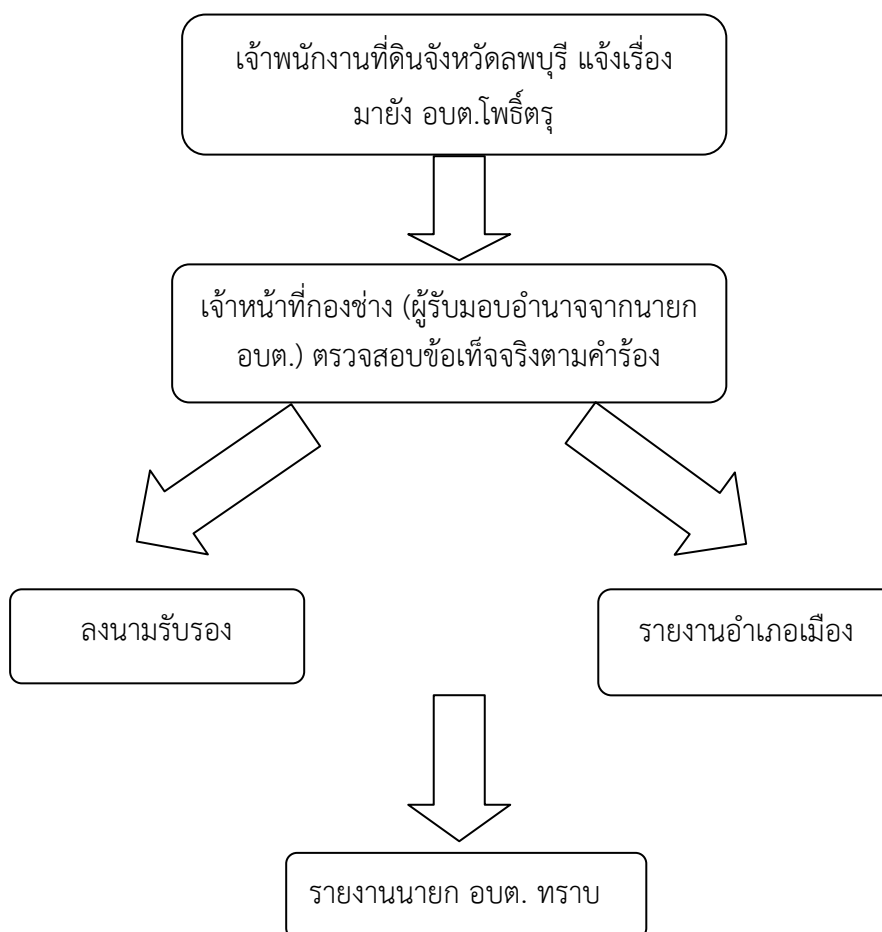 เจ้าพนักงานที่ดินจังหวัดลพบุรี แจ้งเรื่อง
มายัง อบต.โพธิ์ตรุ
เจ้าหน้าที่กองช่าง (ผู้รับมอบอำนาจจากนายก
อบต.) ตรวจสอบข้อเท็จจริงตามคำร้อง
ลงนามรับรอง
รายงานอำเภอเมือง
รายงานนายก อบต. ทราบ